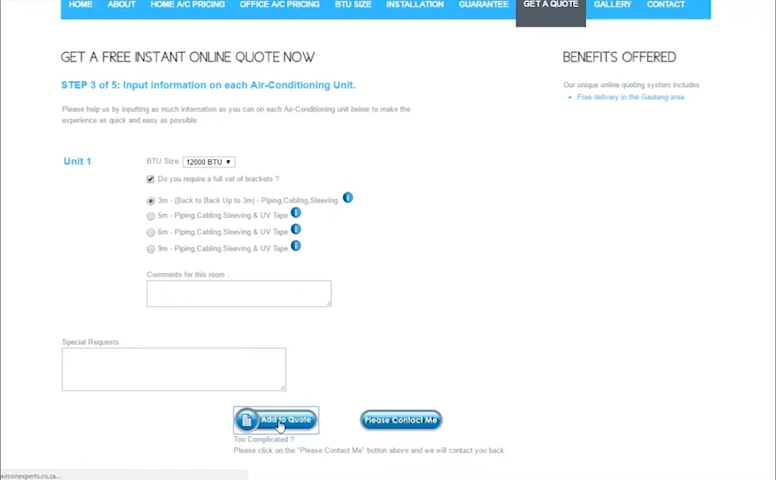 HOME ABOUT HOME A/C PRICING OFFICE A/C PRICING BTU SIZE INSTALLATION GUARANTEE GET A QUOTE GALLERY CONTACT
GET A FREE INSTANT ONLINE QUOTE NOW
BENEFITS OFFERED
STEP 3 of 5: Input information on each Air-Conditioning Unit.
Our unique online quoting system includes:
Free delivery in the Gauteng area
Please help us by inputting as much information as you can on each Air-Conditioning unit below to make the
experience as quick and easy as possible.
Unit 1
BTU Size: 12000 BTU
Do you require a full set of brackets ?
3m - (Back to Back Up to 3m) - Piping,Cabling,Sleeving
5m - Piping,Cabling,Sleeving & UV Tape
6m - Piping,Cabling,Sleeving & UV Tape
9m - Piping,Cabling,Sleeving & UV Tape
Comments for this room :
Special Requests
Add to Quote
Please Contact Me
Too Complicated ?
Please click on the "Please Contact Me" button above and we will contact you back.
airconexperts.co.za...